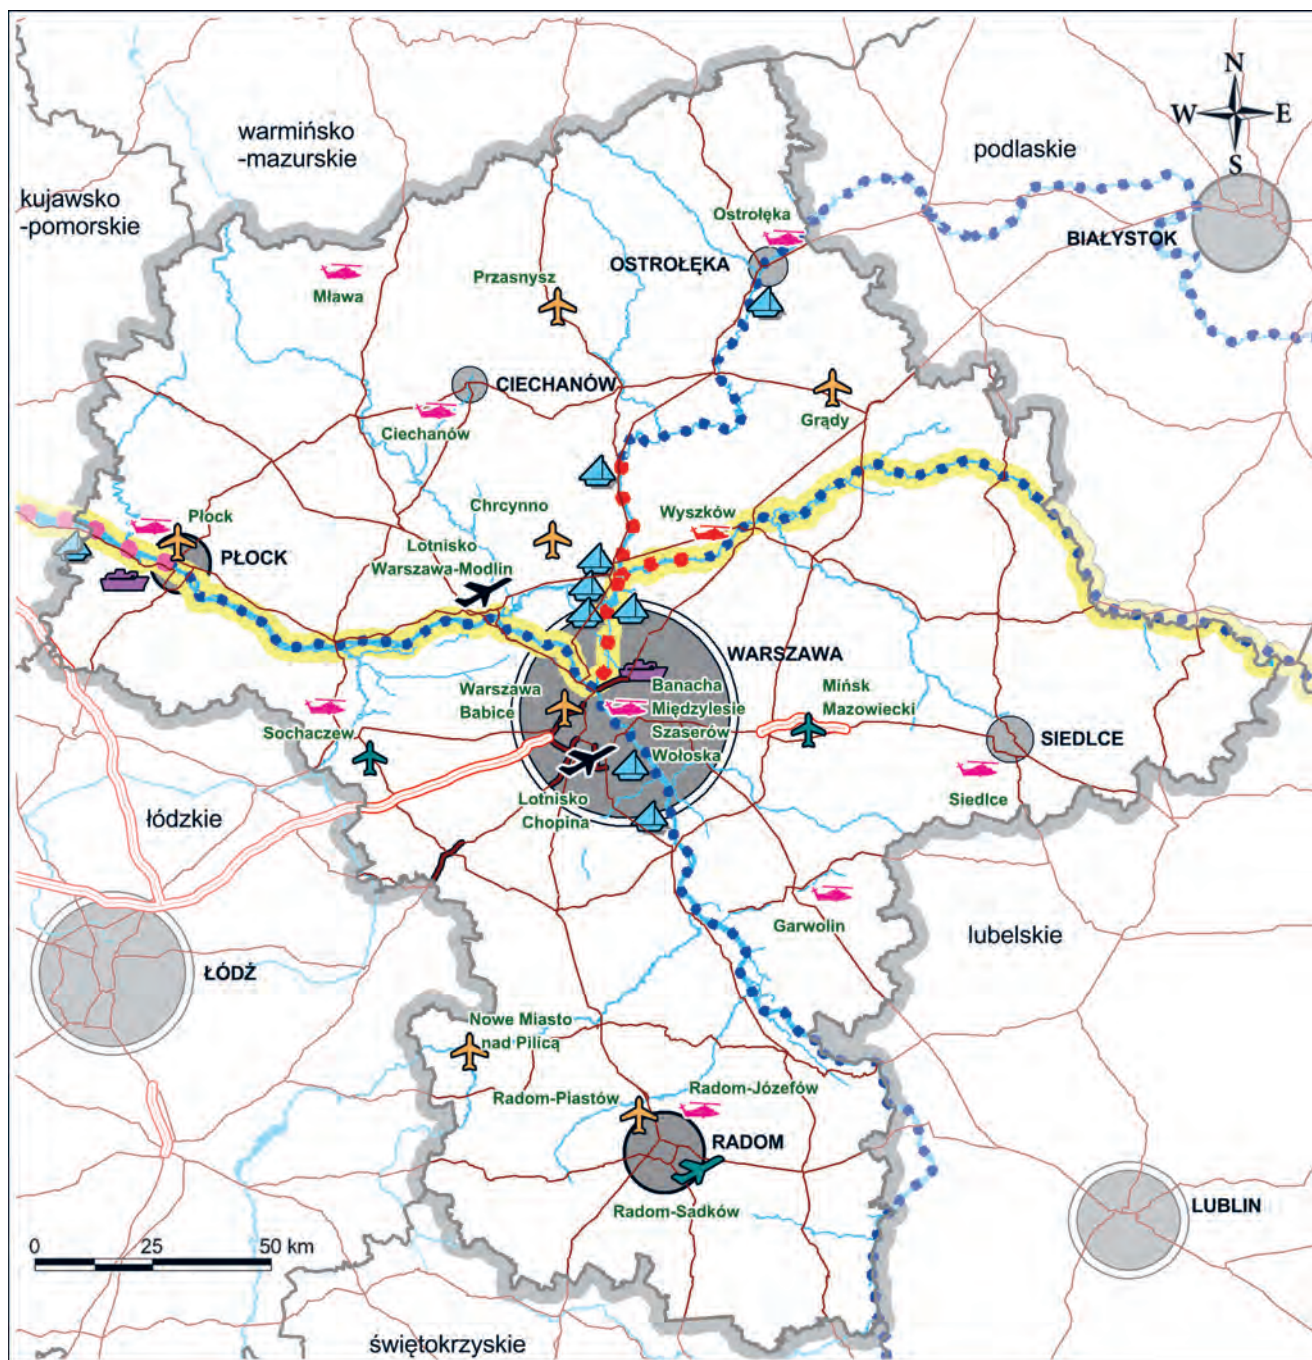 N
W
E
S
warmińsko
-mazurskie
podlaskie
kujawsko
-pomorskie
Ostrołęka
BIAŁYSTOK
OSTROŁĘKA
Mława
Przasnysz
CIECHANÓW
Ciechanów
Grądy
Płock
PŁOCK
Chrcynno
Wyszków
Lotnisko
Warszawa-Modlin
WARSZAWA
Warszawa
Babice
Banacha
Międzylesie
Szaserów
Wołoska
Mińsk
Mazowiecki
Sochaczew
SIEDLCE
Siedlce
Lotnisko
Chopina
łódzkie
Garwolin
lubelskie
ŁÓDŹ
Nowe Miasto
nad Pilicą
Radom-Piastów
Radom-Józefów
RADOM
Radom-Sadków
LUBLIN
0
25
50 km
świętokrzyskie